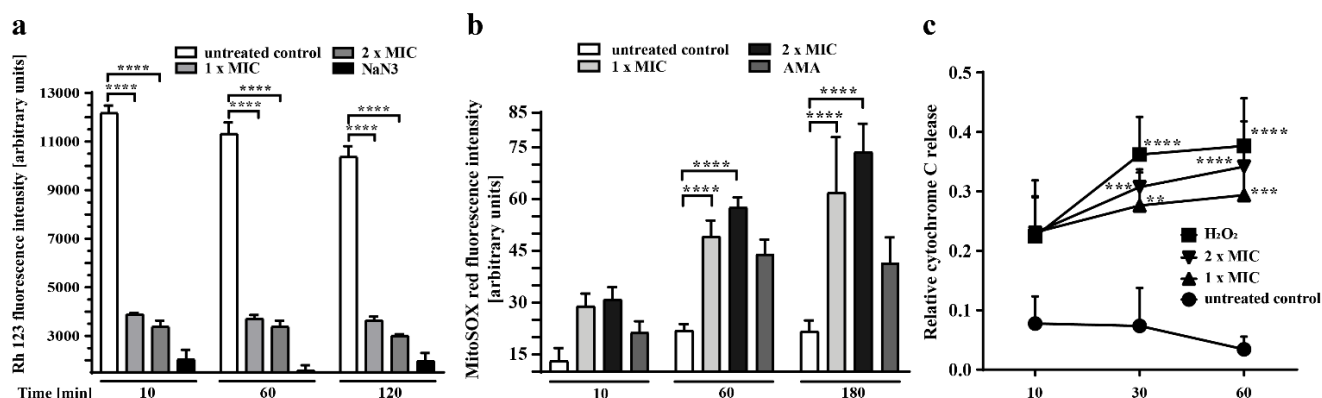 a
Rh 123 fluorescence intensity [arbitrary units]
untreated control
1 x MIC
2 x MIC
NaN3
13000
11000
9000
7000
5000
3000
****
****
****
****
****
****
Time [min]
10
60
120
b
MitoSOX red fluorescence intensity
[arbitrary units]
untreated control
1 x MIC
2 x MIC
AMA
85
75
60
45
30
15
****
****
****
****
10
60
180
c
Relative cytochrome C release
0.5
0.4
0.3
0.2
0.1
0.0
****
***
**
****
****
***
H₂O₂
2 x MIC
1 x MIC
untreated control
10
30
60